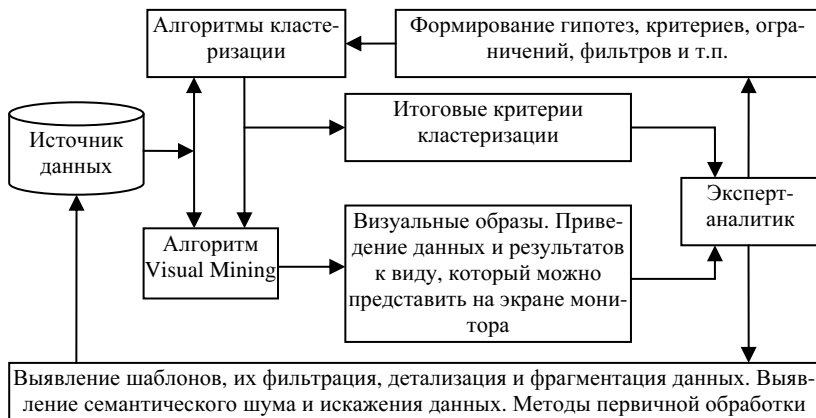 Алгоритмы класте-
ризации
Формирование гипотез, критериев, огра-
ничений, фильтров и т.п.
Источник
данных
Итоговые критерии
кластеризации
Эксперт-
аналитик
Алгоритм
Visual Mining
Визуальные образы. Приве-
дение данных и результатов
к виду, который можно
представить на экране мони-
тора
Выявление шаблонов, их фильтрация, детализация и фрагментация данных. Выяв-
ление семантического шума и искажения данных. Методы первичной обработки